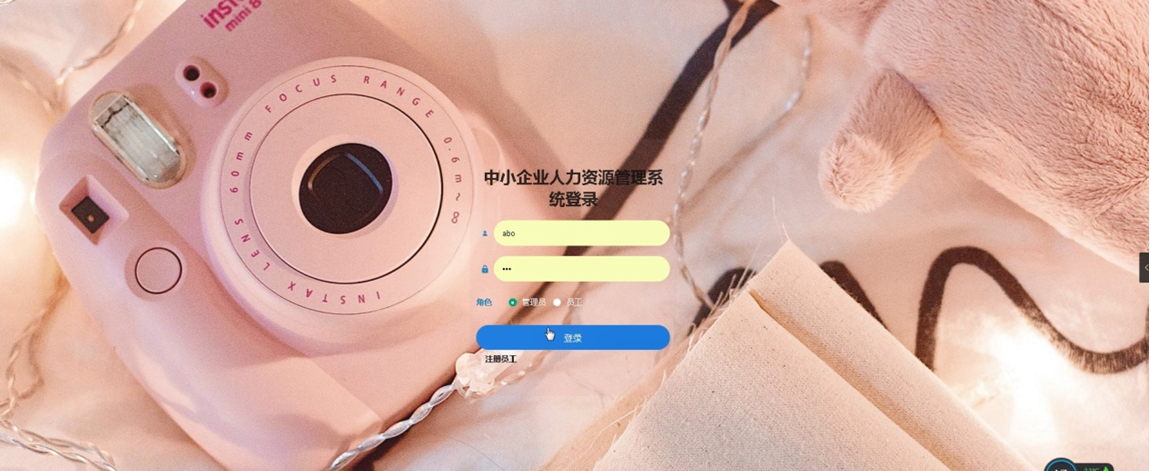 mini 8
60mm FOCUS RANGE 0.6m~∞
LENS
INSTAX
中小企业人力资源管理系
统登录
abo
•••
角色 管理员 员工
登录
注册员工